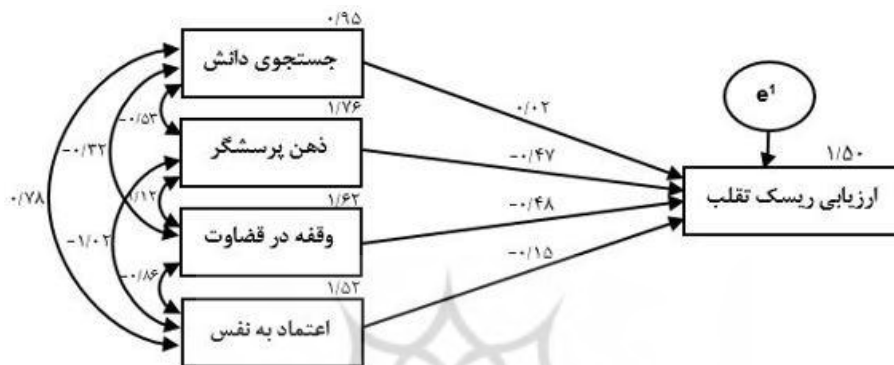 ۰/۹۵
جستجوی دانش
۱/۷۶
ذهن پرسشگر
۱/۶۲
وقفه در قضاوت
۱/۵۲
اعتماد به نفس
۰/۷۸
-۰/۳۲
-۰/۵۳
-۱/۰۲
-۰/۸۶
۰/۰۲
-۰/۴۷
-۰/۴۸
-۰/۱۵
e¹
۱/۵۰
ارزیابی ریسک تقلب